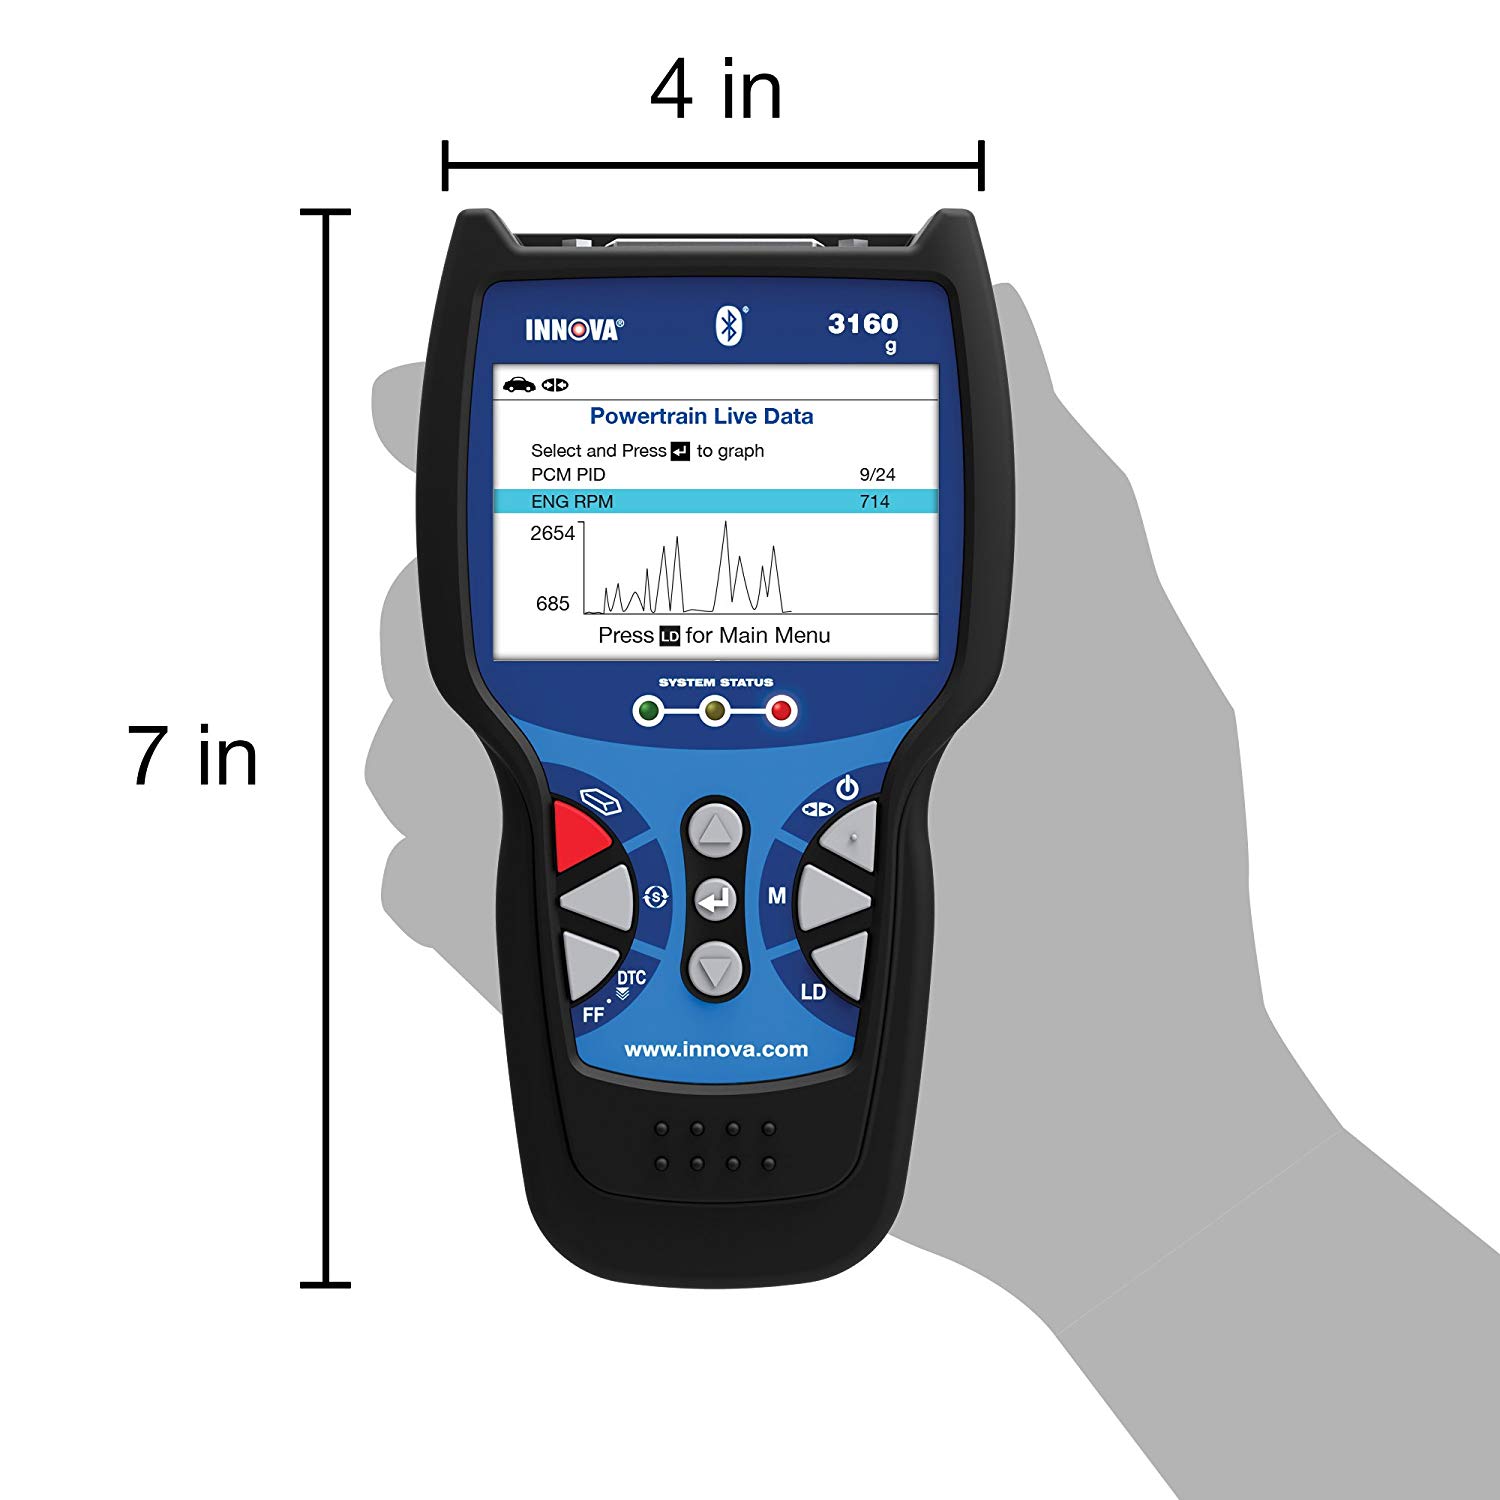 4 in
7 in
INNOVA®
3160
g
Powertrain Live Data
Select and Press to graph
PCM PID 9/24
ENG RPM 714
2654
685
Press LD for Main Menu
SYSTEM STATUS
S
M
DTC
FF
LD
www.innova.com